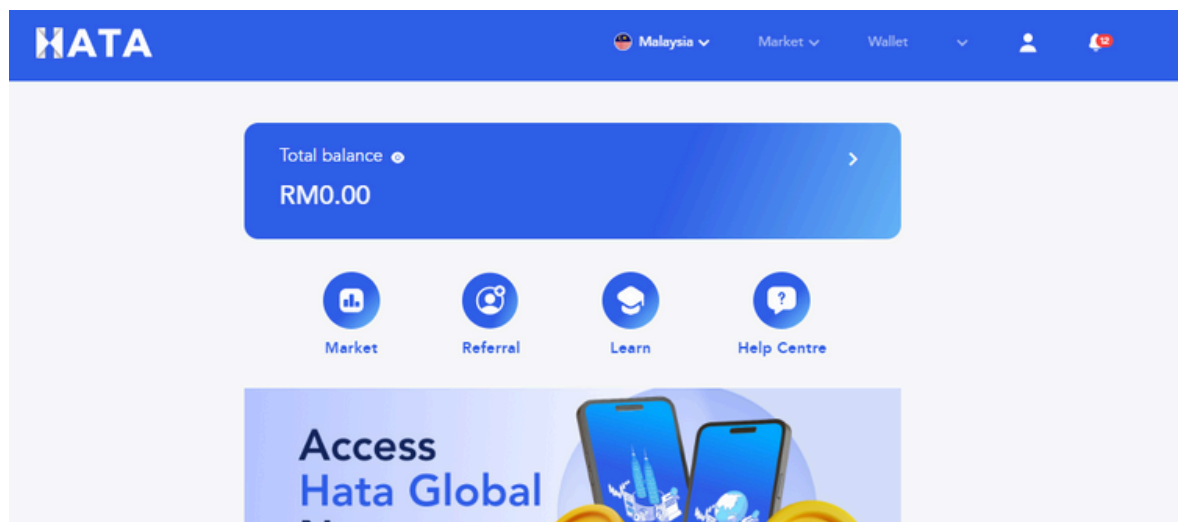 HATA
Malaysia
Market
Wallet
12
Total balance
RM0.00
Market
Referral
Learn
Help Centre
Access
Hata Global